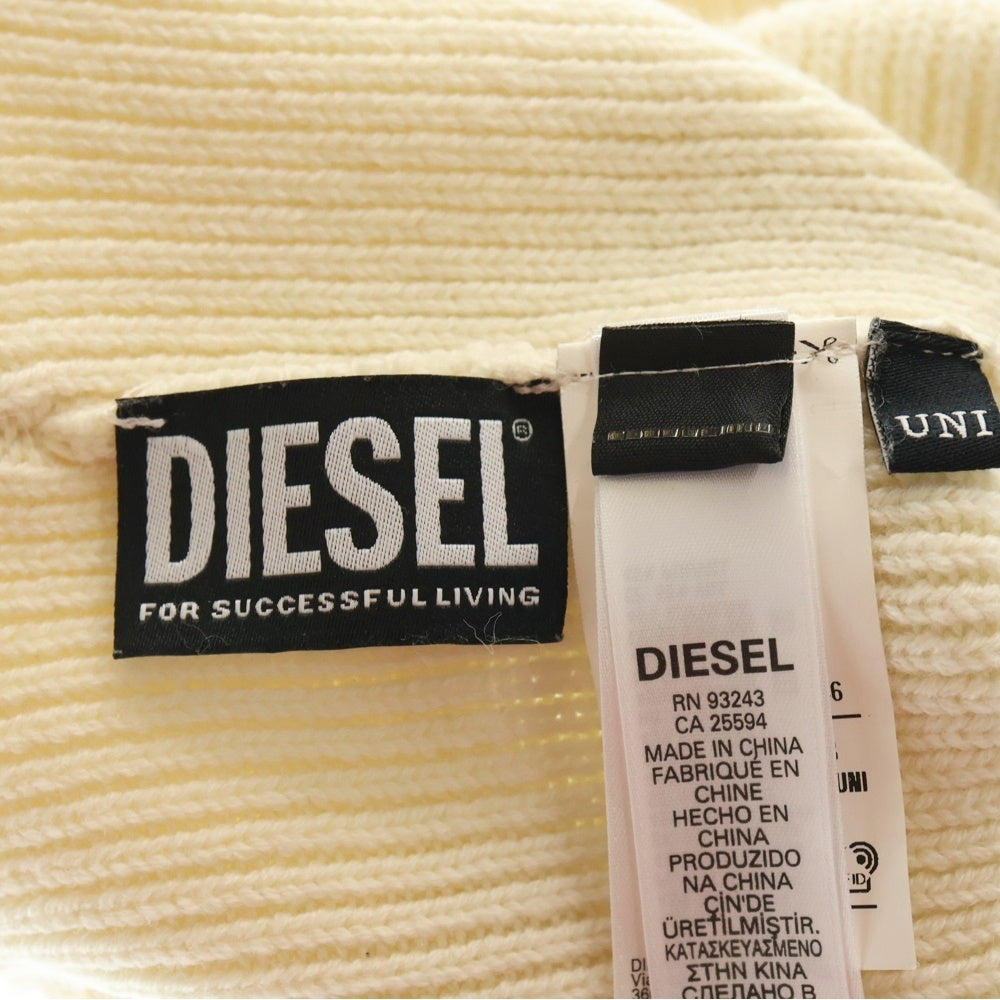 DIESEL®
FOR SUCCESSFUL LIVING
UNI
DIESEL
RN 93243
CA 25594
MADE IN CHINA
FABRIQUÉ EN
CHINE
HECHO EN
CHINA
PRODUZIDO
NA CHINA
ÇİN'DE
ÜRETİLMİŞTİR.
ΚΑΤΑΣΚΕΥΑΣΜΕΝΟ
ΣΤΗΝ ΚΙΝΑ
СДЕЛАНО В
6
UNI